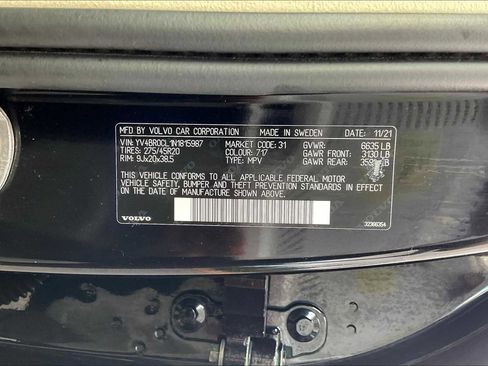 MFD BY VOLVO CAR CORPORATION MADE IN SWEDEN 11/21
VIN: YV4BR0CL1N1815987 MARKET CODE: 31 GVWR: 6635 LB
TIRES: 275/45R20 COLOUR: 717 GAWR FRONT: 3130 LB
RIM: 9Jx20x38.5 TYPE: MPV GAWR REAR: LB
THIS VEHICLE CONFORMS TO ALL APPLICABLE FEDERAL MOTOR
VEHICLE SAFETY, BUMPER AND THEFT PREVENTION STANDARDS IN
EFFECT ON THE DATE OF MANUFACTURE SHOWN ABOVE.
VOLVO 32366354